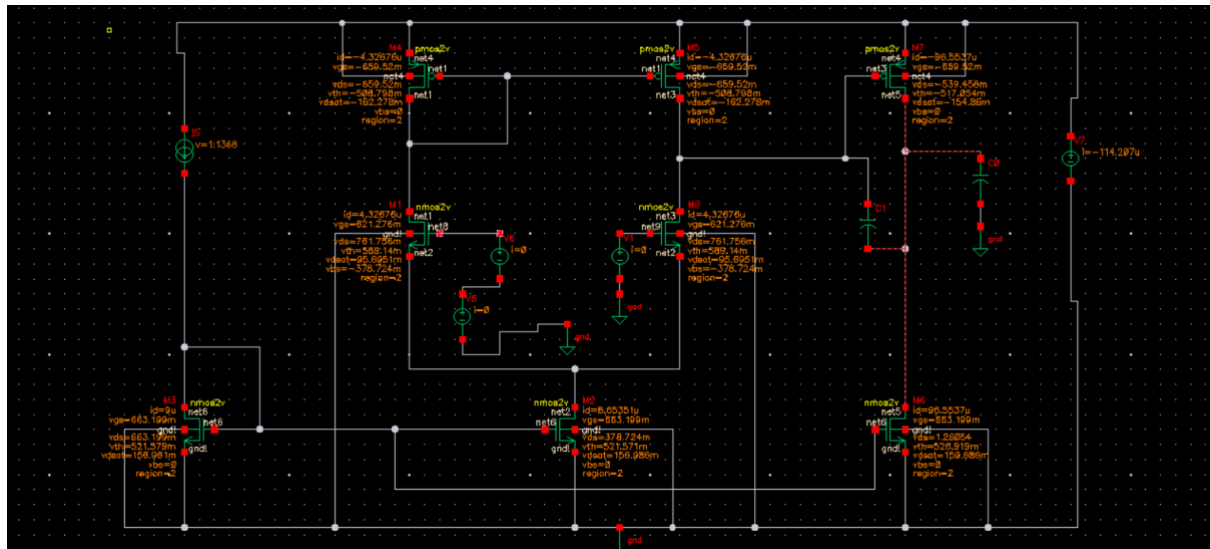 M4
pmos2v
net4
id=-4.32676u
net1
vgs=-659.52m
net4
vds=-659.52m
vth=-508.798m
net1
vdsat=-162.278m
vbs=0
region=2
M5
pmos2v
net4
id=-4.32676u
net1
vgs=-659.52m
net4
vds=-659.52m
vth=-508.798m
net3
vdsat=-162.278m
vbs=0
region=2
M7
pmos2v
net4
id=-96.5537u
net3
vgs=-659.52m
net4
vds=-539.456m
vth=-517.054m
net5
vdsat=-154.86m
vbs=0
region=2
v=1.1368
V7
i=-114.207u
M1
nmos2v
net1
id=4.32676u
vgs=621.276m
gnd!
vds=761.756m
vth=589.14m
net2
vdsat=95.6951m
vbs=-378.724m
region=2
V6
i=0
V5
i=0
gnd
V1
i=0
gnd
nmos2v
net3
id=4.32676u
net9
vgs=621.276m
gnd!
vds=761.756m
vth=589.14m
net2
vdsat=95.6951m
vbs=-378.724m
region=2
C1
C0
gnd
M3
nmos2v
id=9u
net6
vgs=663.199m
net6
gnd!
vds=663.199m
vth=521.379m
gnd!
vdsat=156.961m
vbs=0
region=2
M2
nmos2v
net2
id=8.65351u
net6
vgs=663.199m
gnd!
vds=378.724m
vth=521.571m
gnd!
vdsat=156.986m
vbs=0
region=2
M6
nmos2v
net5
id=96.5537u
net6
vgs=663.199m
gnd!
vds=1.26054
vth=526.919m
gnd!
vdsat=159.686m
vbs=0
region=2
gnd